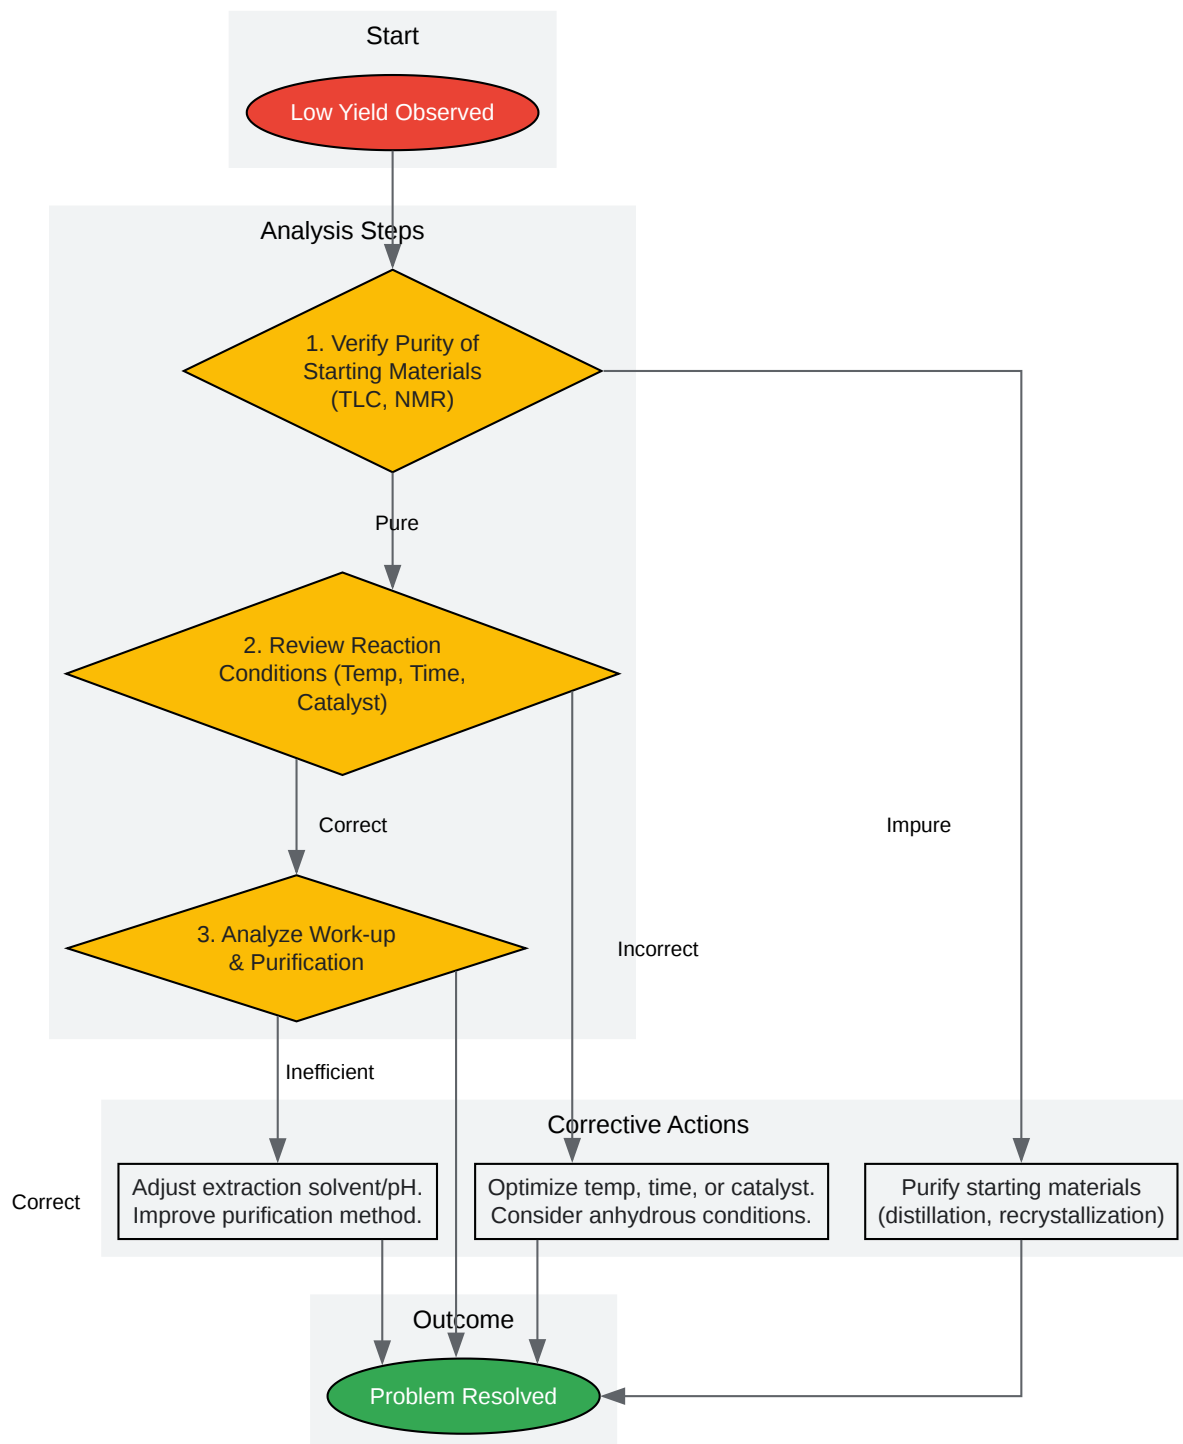 Start
Low Yield Observed
Analysis Steps
1. Verify Purity of
Starting Materials
(TLC, NMR)
Pure
2. Review Reaction
Conditions (Temp, Time,
Catalyst)
Correct
Impure
3. Analyze Work-up
& Purification
Incorrect
Inefficient
Corrective Actions
Correct
Adjust extraction solvent/pH.
Improve purification method.
Optimize temp, time, or catalyst.
Consider anhydrous conditions.
Purify starting materials
(distillation, recrystallization)
Outcome
Problem Resolved